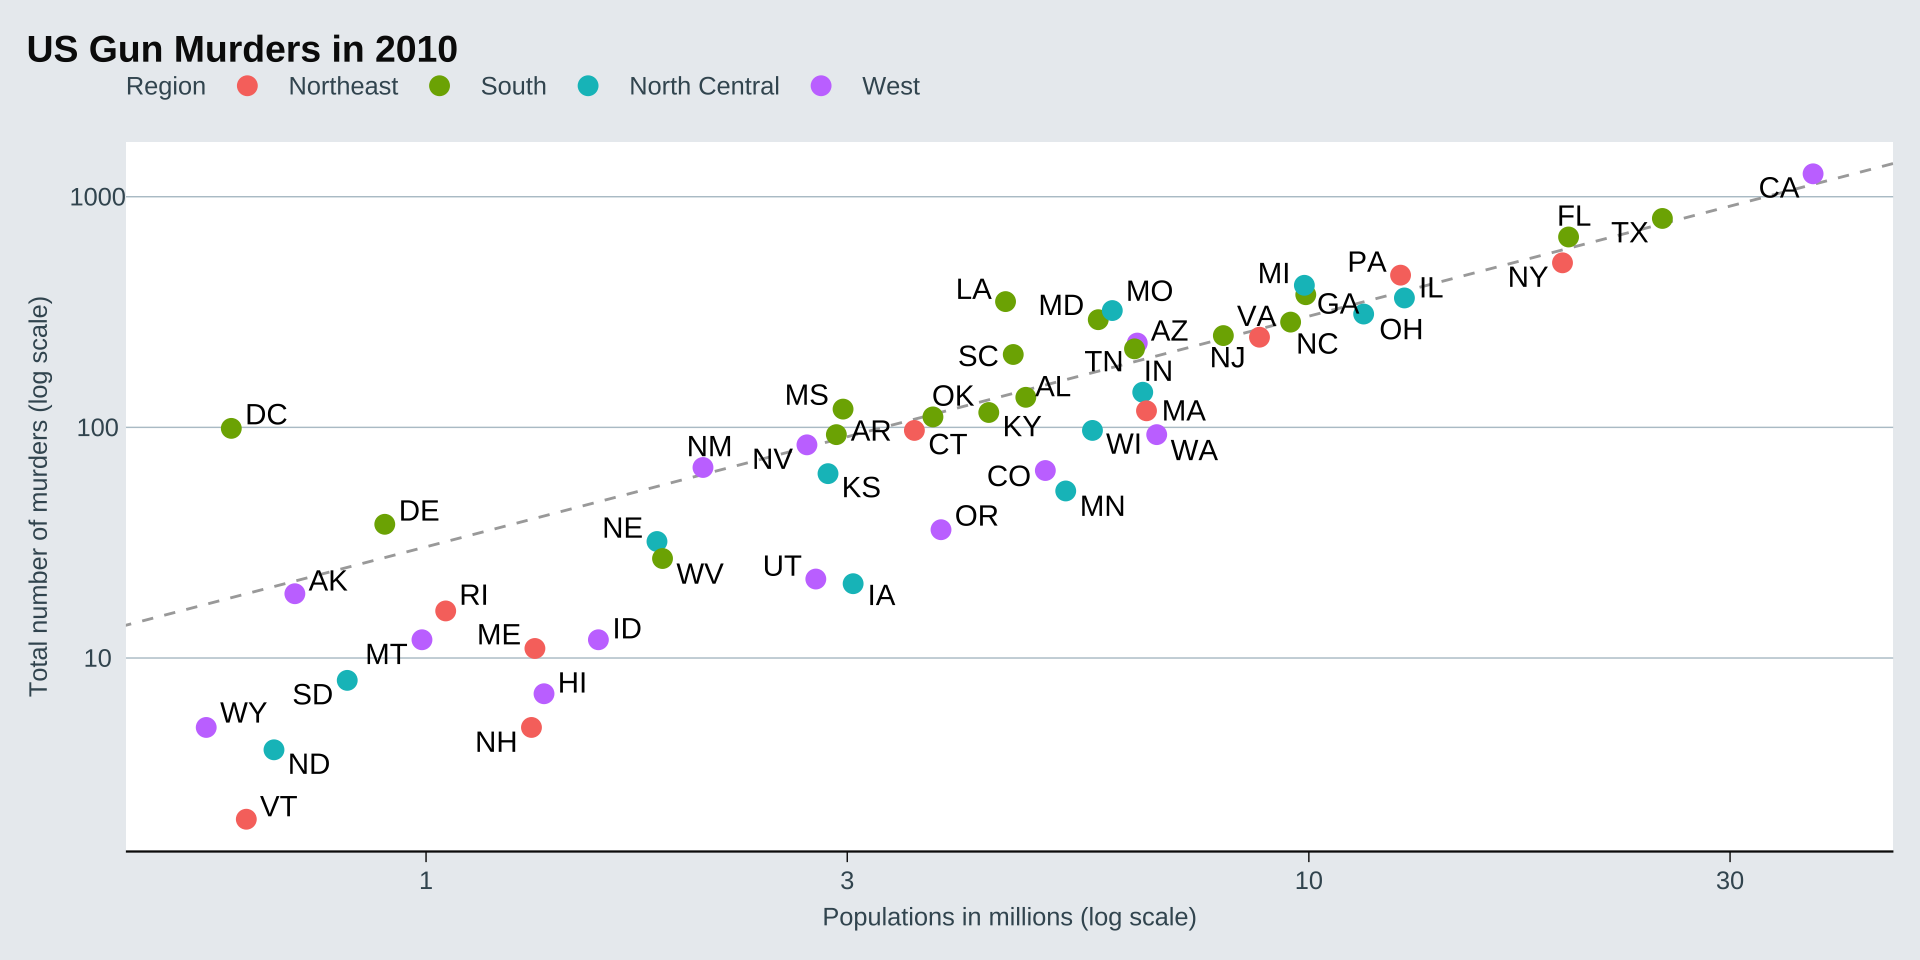 US Gun Murders in 2010
Region Northeast South North Central West
Total number of murders (log scale)
1000
100
10
CA
FL
TX
NY
PA
IL
MI
GA
OH
LA
MD
MO
VA
NC
AZ
NJ
SC
TN
IN
MS
OK
AL
MA
DC
AR
CT
KY
WI
WA
NM
NV
KS
CO
MN
DE
OR
NE
WV
UT
IA
AK
RI
ME
ID
MT
SD
HI
WY
NH
ND
VT
1 3 10 30
Populations in millions (log scale)